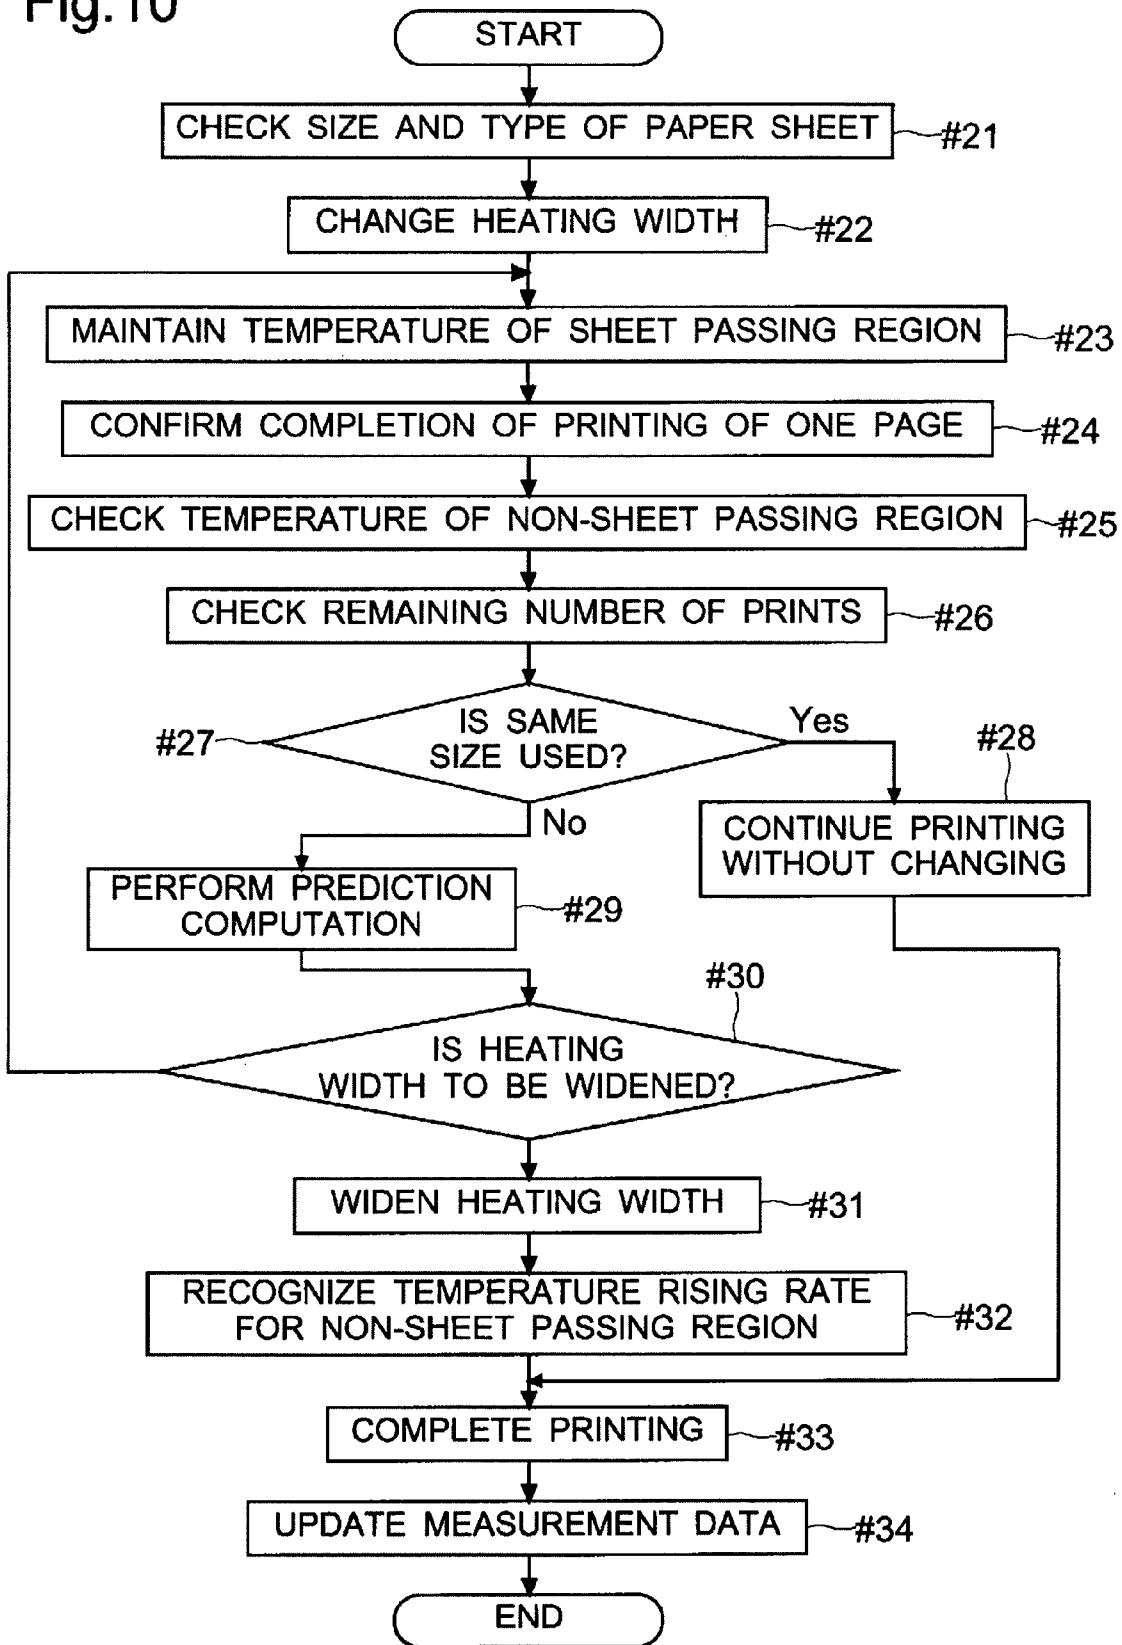 Fig.10
START
CHECK SIZE AND TYPE OF PAPER SHEET
#21
CHANGE HEATING WIDTH
#22
MAINTAIN TEMPERATURE OF SHEET PASSING REGION
#23
CONFIRM COMPLETION OF PRINTING OF ONE PAGE
#24
CHECK TEMPERATURE OF NON-SHEET PASSING REGION
#25
CHECK REMAINING NUMBER OF PRINTS
#26
#27
IS SAME
SIZE USED?
Yes
No
#28
CONTINUE PRINTING
WITHOUT CHANGING
PERFORM PREDICTION
COMPUTATION
#29
#30
IS HEATING
WIDTH TO BE WIDENED?
WIDEN HEATING WIDTH
#31
RECOGNIZE TEMPERATURE RISING RATE
FOR NON-SHEET PASSING REGION
#32
COMPLETE PRINTING
#33
UPDATE MEASUREMENT DATA
#34
END